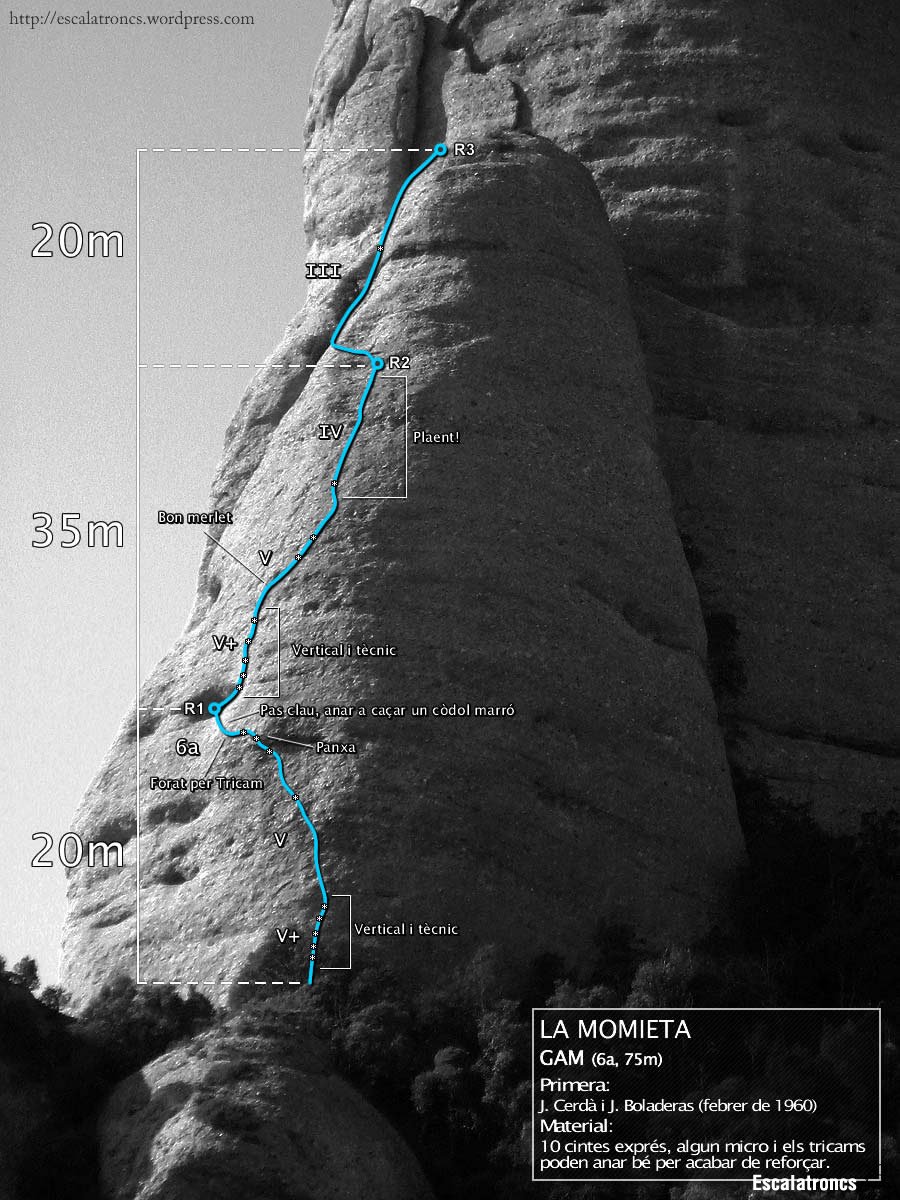 http://escalatroncs.wordpress.com
R3
20m
III
R2
IV
Plaent!
Bon merlet
35m
V
V+
Vertical i tècnic
R1
Pas clau, anar a caçar un còdol marró
6a
Panxa
Forat per Tricam
20m
V
V+
Vertical i tècnic
LA MOMIETA
GAM (6a, 75m)
Primera:
J. Cerdà i J. Boladeras (febrer de 1960)
Material:
10 cintes exprés, algun micro i els tricams
poden anar bé per acabar de reforçar.
Escalatroncs